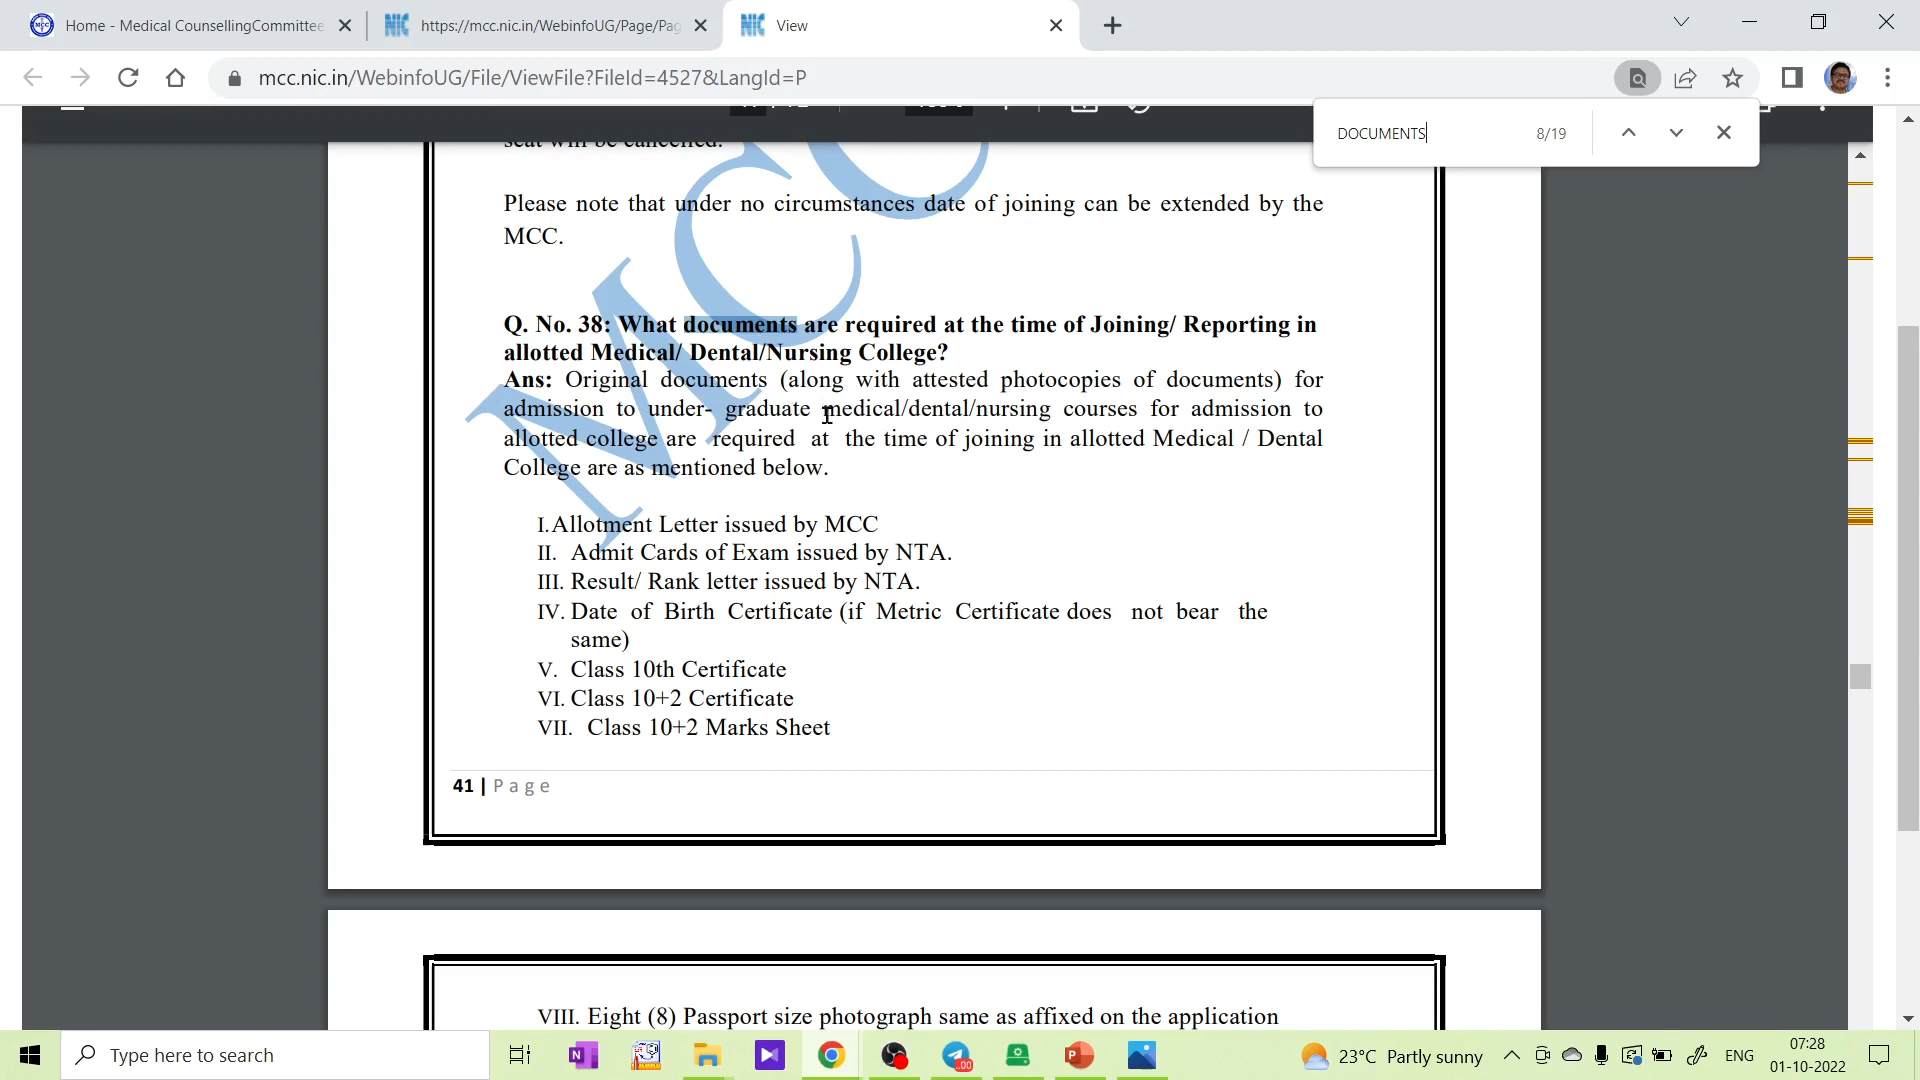 Home - Medical CounsellingCommittee
https://mcc.nic.in/WebinfoUG/Page/Pag
View
mcc.nic.in/WebinfoUG/File/ViewFile?FileId=4527&LangId=P
DOCUMENTS 8/19
seat will be cancelled.
Please note that under no circumstances date of joining can be extended by the
MCC.
Q. No. 38: What documents are required at the time of Joining/ Reporting in
allotted Medical/ Dental/Nursing College?
Ans: Original documents (along with attested photocopies of documents) for
admission to under- graduate medical/dental/nursing courses for admission to
allotted college are required at the time of joining in allotted Medical / Dental
College are as mentioned below.
I. Allotment Letter issued by MCC
II. Admit Cards of Exam issued by NTA.
III. Result/ Rank letter issued by NTA.
IV. Date of Birth Certificate (if Metric Certificate does not bear the
same)
V. Class 10th Certificate
VI. Class 10+2 Certificate
VII. Class 10+2 Marks Sheet
41 | Page
VIII. Eight (8) Passport size photograph same as affixed on the application
MCC
Type here to search
23°C Partly sunny
ENG
07:28
01-10-2022